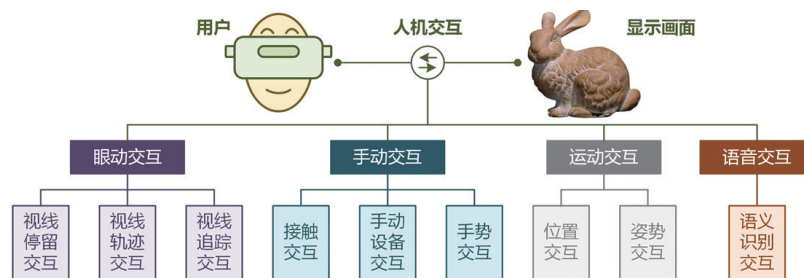 用户
人机交互
显示画面
眼动交互
手动交互
运动交互
语音交互
视线
停留
交互
视线
轨迹
交互
视线
追踪
交互
接触
交互
手动
设备
交互
手势
交互
位置
交互
姿势
交互
语义
识别
交互